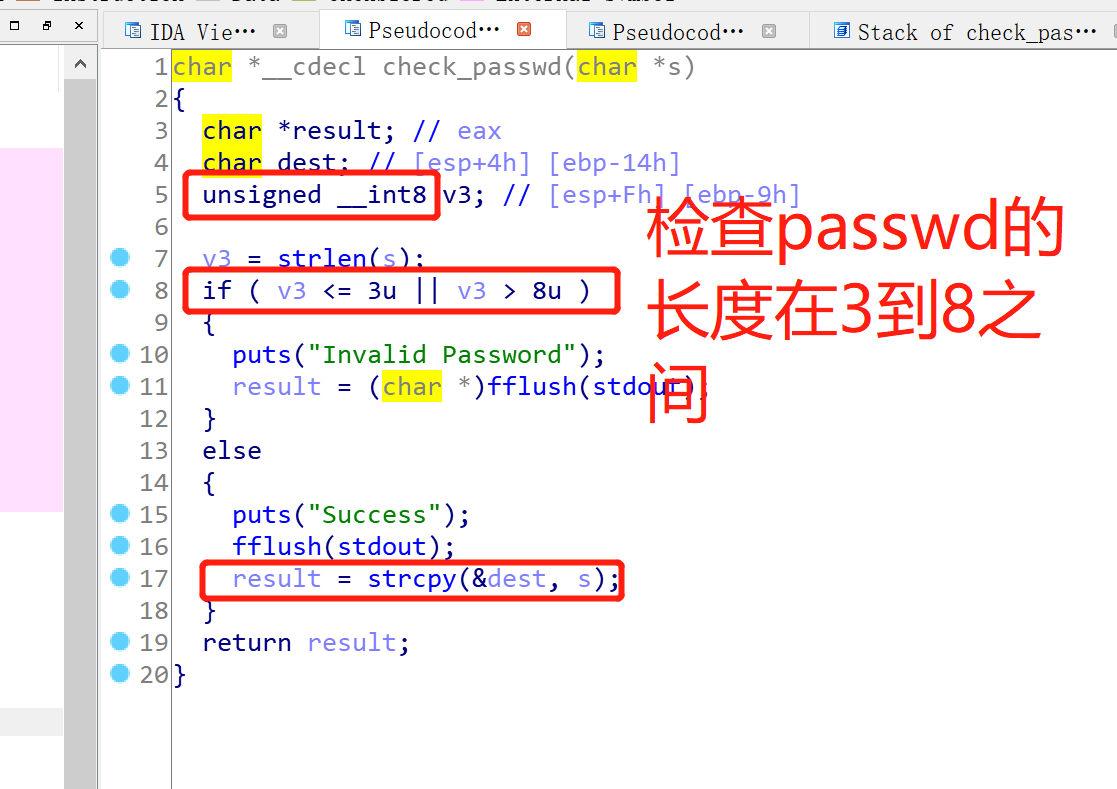 IDA Vie···
Pseudocod···
Pseudocod···
Stack of check_pas···
1 char *__cdecl check_passwd(char *s)
2 {
3 char *result; // eax
4 char dest; // [esp+4h] [ebp-14h]
5 unsigned __int8 v3; // [esp+Fh] [ebp-9h]
6
7 v3 = strlen(s);
8 if ( v3 <= 3u || v3 > 8u )
9 {
10 puts("Invalid Password");
11 result = (char *)fflush(stdout);
12 }
13 else
14 {
15 puts("Success");
16 fflush(stdout);
17 result = strcpy(&dest, s);
18 }
19 return result;
20 }
检查passwd的
长度在3到8之
间